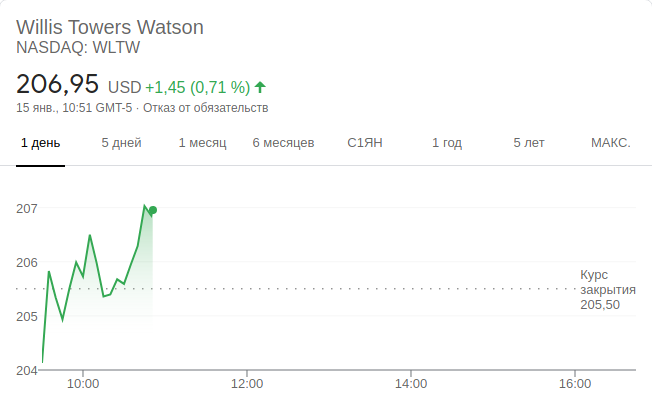 Willis Towers Watson
NASDAQ: WLTW
206,95 USD +1,45 (0,71 %)
15 янв., 10:51 GMT-5 · Отказ от обязательств
1 день 5 дней 1 месяц 6 месяцев С1ЯН 1 год 5 лет МАКС.
207
206
Курс
закрытия
205,50
205
204
10:00 12:00 14:00 16:00